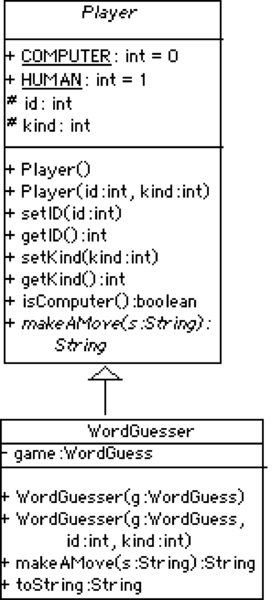 Player
+ COMPUTER: int = 0
+ HUMAN: int = 1
# id: int
# kind: int
+ Player()
+ Player(id:int, kind:int)
+ setID(id:int)
+ getID():int
+ setKind(kind:int)
+ getKind():int
+ isComputer():boolean
+ makeAMove(s:String):
String
WordGuesser
- game:WordGuess
+ WordGuesser(g:WordGuess)
+ WordGuesser(g:WordGuess,
id:int, kind:int)
+ makeAMove(s:String):String
+ toString:String